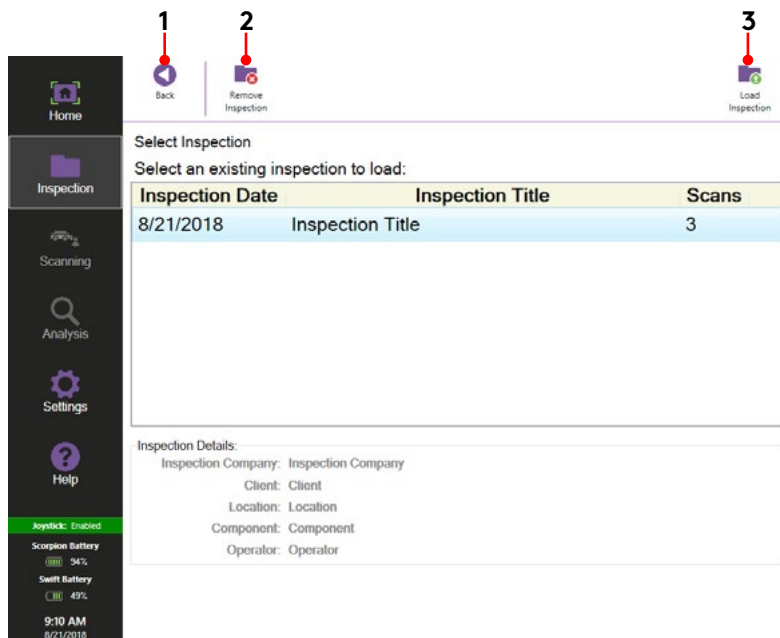 1 2 3
Back
Remove
Inspection
Load
Inspection
Home
Inspection
Scanning
Analysis
Settings
Help
Joystick: Enabled
Scorpion Battery
94%
Swift Battery
49%
9:10 AM
8/21/2018
Select Inspection
Select an existing inspection to load:
Inspection Date Inspection Title Scans
8/21/2018 Inspection Title 3
Inspection Details:
Inspection Company: Inspection Company
Client: Client
Location: Location
Component: Component
Operator: Operator